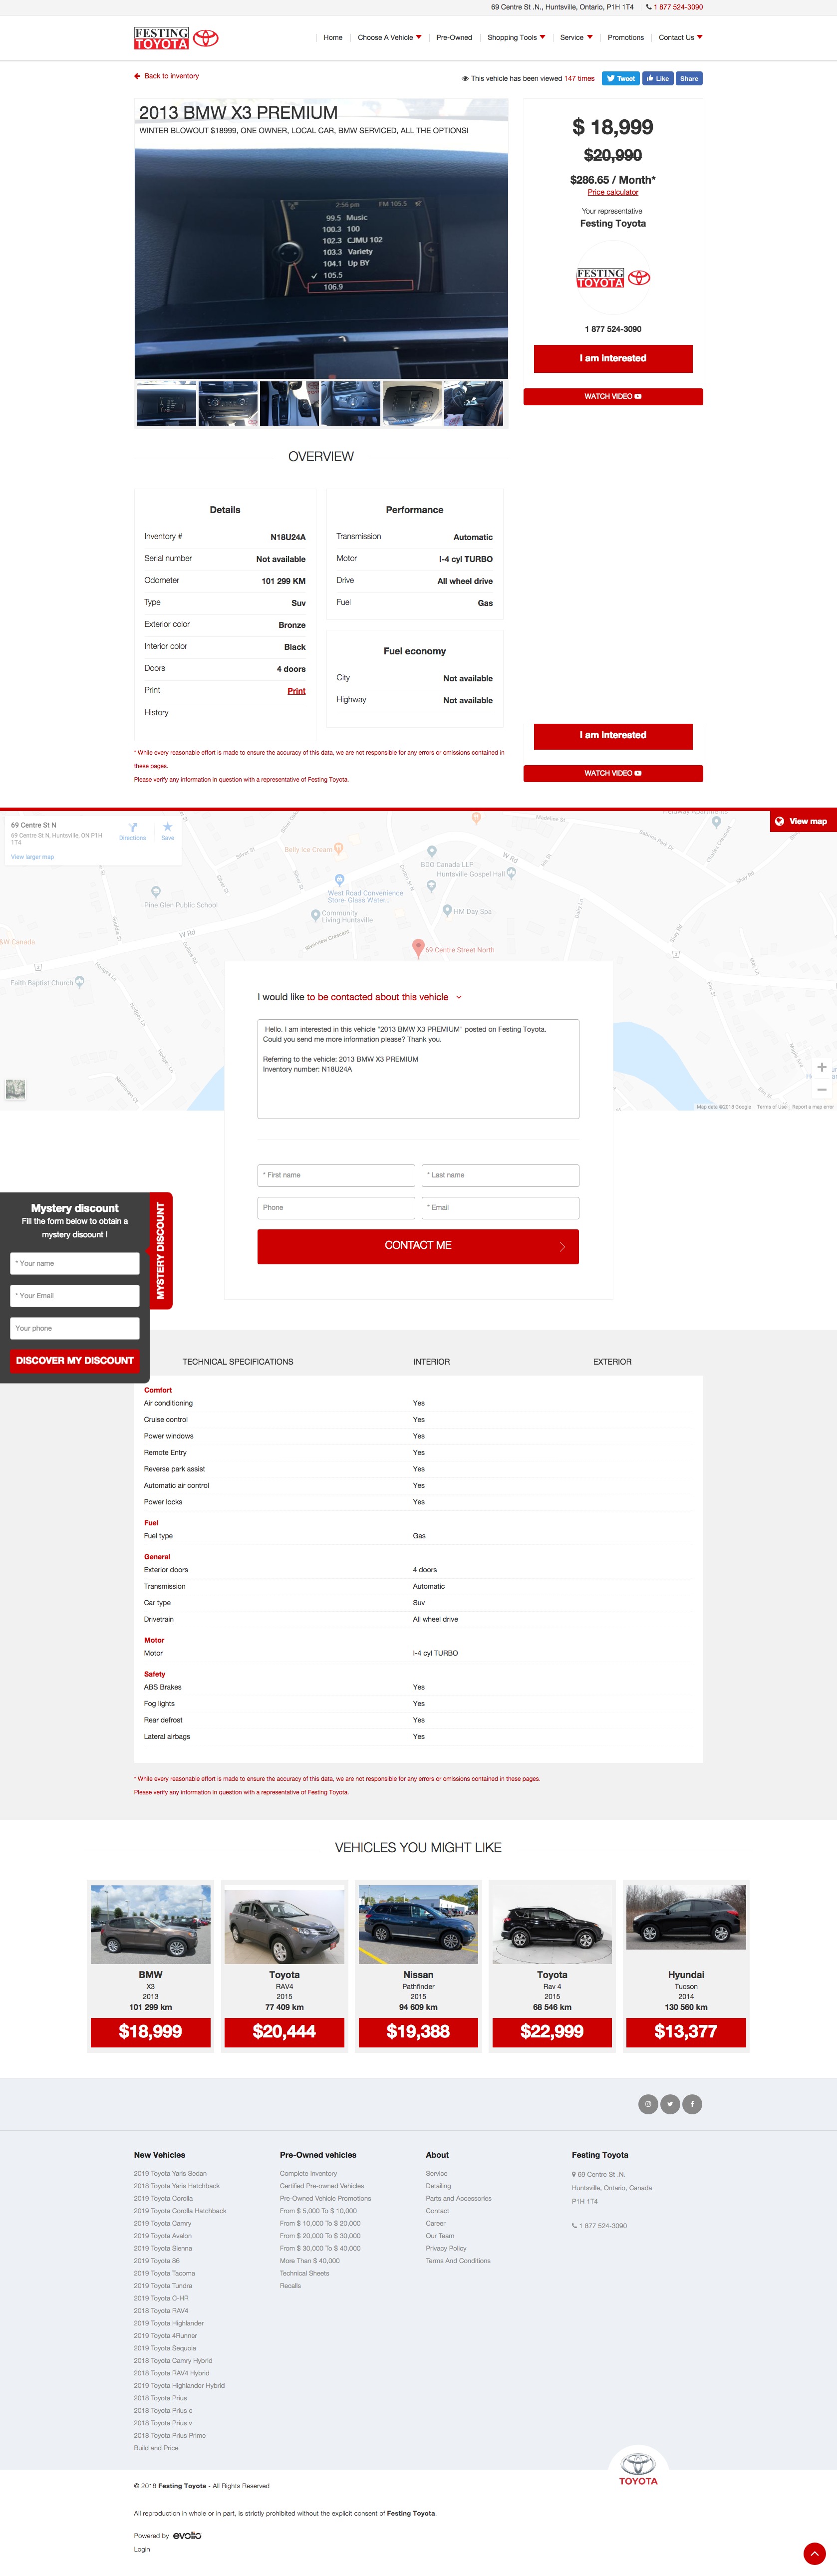 69 Centre St .N., Huntsville, Ontario, P1H 1T4
1 877 524-3090
FESTING
TOYOTA
Home
Choose A Vehicle
Pre-Owned
Shopping Tools
Service
Promotions
Contact Us
Back to inventory
This vehicle has been viewed 147 times
Tweet
Like
Share
2013 BMW X3 PREMIUM
WINTER BLOWOUT $18999, ONE OWNER, LOCAL CAR, BMW SERVICED, ALL THE OPTIONS!
2:56 pm FM 105.5
99.5 Music
100.3 100
102.3 CJMU 102
103.3 Variety
104.1 Up BY
105.5
106.9
$ 18,999
$20,990
$286.65 / Month*
Price calculator
Your representative
Festing Toyota
FESTING
TOYOTA
1 877 524-3090
I am interested
WATCH VIDEO
OVERVIEW
Details
Inventory # N18U24A
Serial number Not available
Odometer 101 299 KM
Type Suv
Exterior color Bronze
Interior color Black
Doors 4 doors
Print Print
History
Performance
Transmission Automatic
Motor I-4 cyl TURBO
Drive All wheel drive
Fuel Gas
Fuel economy
City Not available
Highway Not available
* While every reasonable effort is made to ensure the accuracy of this data, we are not responsible for any errors or omissions contained in
these pages.
Please verify any information in question with a representative of Festing Toyota.
I am interested
WATCH VIDEO
69 Centre St N
69 Centre St N, Huntsville, ON P1H
1T4
Directions
Save
View larger map
View map
Belly Ice Cream
BDO Canada LLP
Huntsville Gospel Hall
West Road Convenience
Store- Glass Water...
Pine Glen Public School
Community
Living Huntsville
HM Day Spa
69 Centre Street North
Faith Baptist Church
W Rd
W Rd
Map data ©2018 Google Terms of Use Report a map error
I would like to be contacted about this vehicle
Hello. I am interested in this vehicle "2013 BMW X3 PREMIUM" posted on Festing Toyota.
Could you send me more information please? Thank you.
Referring to the vehicle: 2013 BMW X3 PREMIUM
Inventory number: N18U24A
* First name
* Last name
Phone
* Email
CONTACT ME
Mystery discount
Fill the form below to obtain a
mystery discount !
* Your name
* Your Email
Your phone
DISCOVER MY DISCOUNT
MYSTERY DISCOUNT
TECHNICAL SPECIFICATIONS
INTERIOR
EXTERIOR
Comfort
Air conditioning Yes
Cruise control Yes
Power windows Yes
Remote Entry Yes
Reverse park assist Yes
Automatic air control Yes
Power locks Yes
Fuel
Fuel type Gas
General
Exterior doors 4 doors
Transmission Automatic
Car type Suv
Drivetrain All wheel drive
Motor
Motor I-4 cyl TURBO
Safety
ABS Brakes Yes
Fog lights Yes
Rear defrost Yes
Lateral airbags Yes
* While every reasonable effort is made to ensure the accuracy of this data, we are not responsible for any errors or omissions contained in these pages.
Please verify any information in question with a representative of Festing Toyota.
VEHICLES YOU MIGHT LIKE
BMW
X3
2013
101 299 km
$18,999
Toyota
RAV4
2015
77 409 km
$20,444
Nissan
Pathfinder
2015
94 609 km
$19,388
Toyota
Rav 4
2015
68 546 km
$22,999
Hyundai
Tucson
2014
130 560 km
$13,377
New Vehicles
2019 Toyota Yaris Sedan
2018 Toyota Yaris Hatchback
2019 Toyota Corolla
2019 Toyota Corolla Hatchback
2019 Toyota Camry
2019 Toyota Avalon
2019 Toyota Sienna
2019 Toyota 86
2019 Toyota Tacoma
2019 Toyota Tundra
2019 Toyota C-HR
2018 Toyota RAV4
2019 Toyota Highlander
2019 Toyota 4Runner
2019 Toyota Sequoia
2018 Toyota Camry Hybrid
2018 Toyota RAV4 Hybrid
2019 Toyota Highlander Hybrid
2018 Toyota Prius
2018 Toyota Prius c
2018 Toyota Prius v
2018 Toyota Prius Prime
Build and Price
Pre-Owned vehicles
Complete Inventory
Certified Pre-owned Vehicles
Pre-Owned Vehicle Promotions
From $ 5,000 To $ 10,000
From $ 10,000 To $ 20,000
From $ 20,000 To $ 30,000
From $ 30,000 To $ 40,000
More Than $ 40,000
Technical Sheets
Recalls
About
Service
Detailing
Parts and Accessories
Contact
Career
Our Team
Privacy Policy
Terms And Conditions
Festing Toyota
69 Centre St .N.
Huntsville, Ontario, Canada
P1H 1T4
1 877 524-3090
TOYOTA
© 2018 Festing Toyota - All Rights Reserved
All reproduction in whole or in part, is strictly prohibited without the explicit consent of Festing Toyota.
Powered by evolio
Login